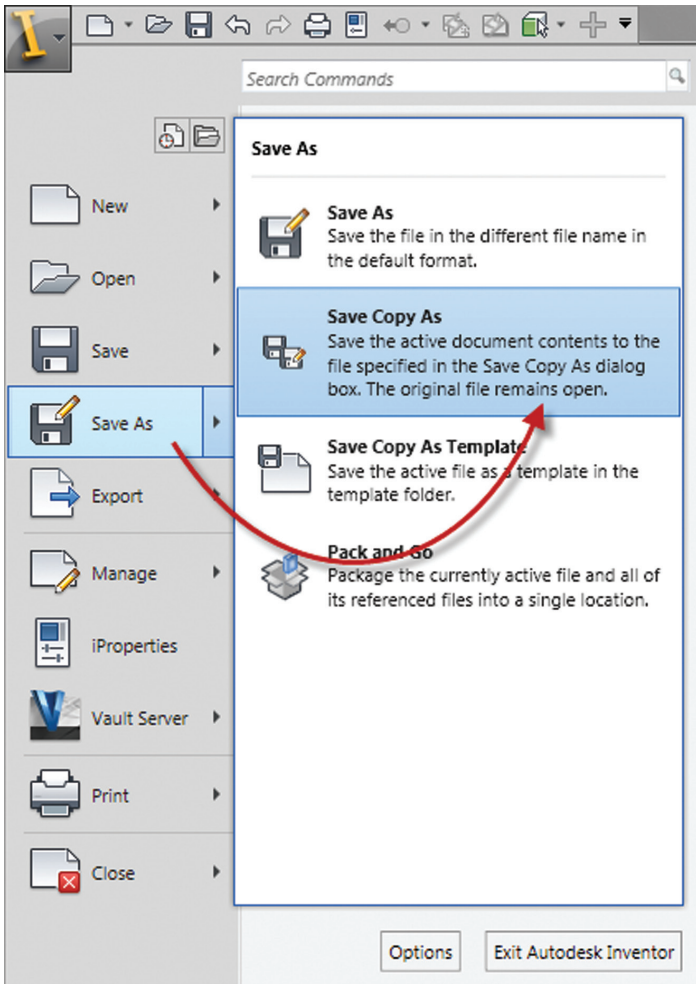 Search Commands
Save As
New
Open
Save
Save As
Export
Manage
iProperties
Vault Server
Print
Close
Save As
Save the file in the different file name in
the default format.
Save Copy As
Save the active document contents to the
file specified in the Save Copy As dialog
box. The original file remains open.
Save Copy As Template
Save the active file as a template in the
template folder.
Pack and Go
Package the currently active file and all of
its referenced files into a single location.
Options
Exit Autodesk Inventor